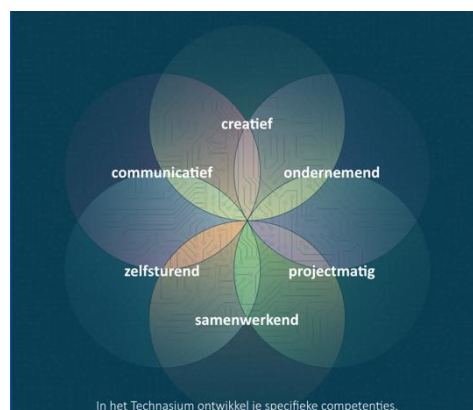 creatief
communicatief
ondernemend
zelfsturend
projectmatig
samenwerkend
In het Technasium ontwikkel je specifieke competenties.